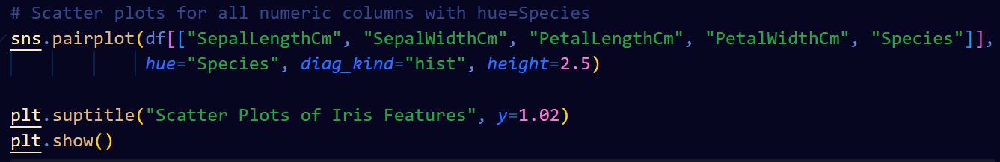 # Scatter plots for all numeric columns with hue=Species
sns.pairplot(df[["SepalLengthCm", "SepalWidthCm", "PetalLengthCm", "PetalWidthCm", "Species"]],
             hue="Species", diag_kind="hist", height=2.5)

plt.suptitle("Scatter Plots of Iris Features", y=1.02)
plt.show()